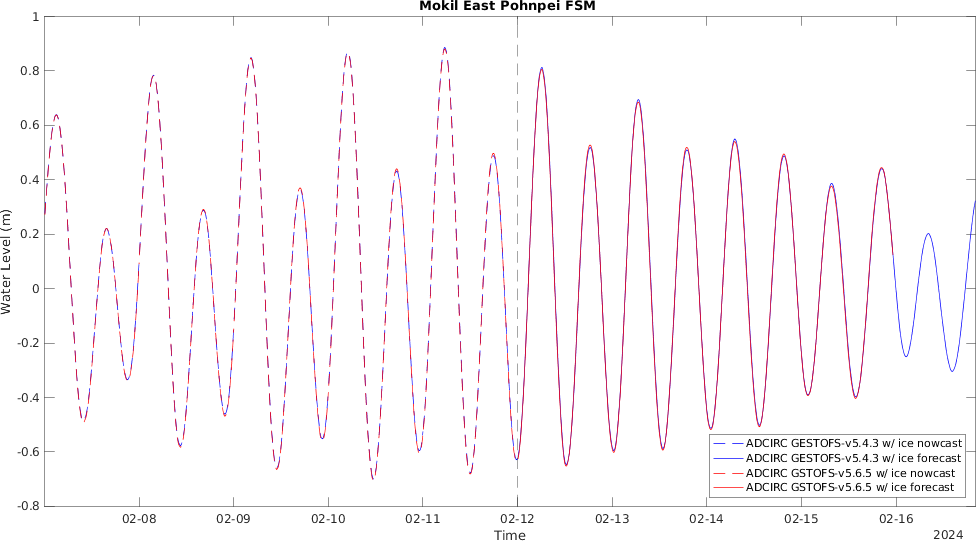 Mokil East Pohnpei FSM
1
0.8
0.6
0.4
0.2
0
-0.2
-0.4
-0.6
-0.8
Water Level (m)
ADCIRC GESTOFS-v5.4.3 w/ ice nowcast
ADCIRC GESTOFS-v5.4.3 w/ ice forecast
ADCIRC GSTOFS-v5.6.5 w/ ice nowcast
ADCIRC GSTOFS-v5.6.5 w/ ice forecast
02-08 02-09 02-10 02-11 02-12 02-13 02-14 02-15 02-16
Time
2024